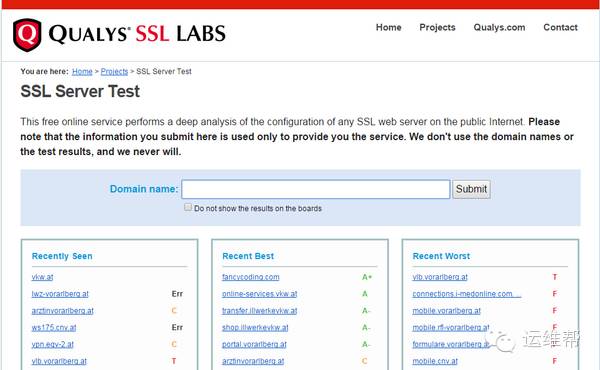 QUALYS® SSL LABS
Home Projects Qualys.com Contact
You are here: Home > Projects > SSL Server Test
SSL Server Test
This free online service performs a deep analysis of the configuration of any SSL web server on the public Internet. Please
note that the information you submit here is used only to provide you the service. We don't use the domain names or
the test results, and we never will.
Domain name: Submit
Do not show the results on the boards
Recently Seen
vkw.at
lwz-vorarlberg.at Err
arztinvorarlberg.at C
ws175.cnv.at Err
vpn.egv-2.at C
vlb.vorarlberg.at T
Recent Best
fancycoding.com A+
online-services.vkw.at A
transfer.illwerkevkw.at A-
shop.illwerkevkw.at A-
portal.vorarlberg.at A-
arztinvorarlberg.at C
Recent Worst
vlb.vorarlberg.at T
connections.i-medonline.com. ... F
mobile.vorarlberg.at F
mobile.rfl-vorarlberg.at F
formulare.vorarlberg.at
mobile.cnv.at F
运维帮